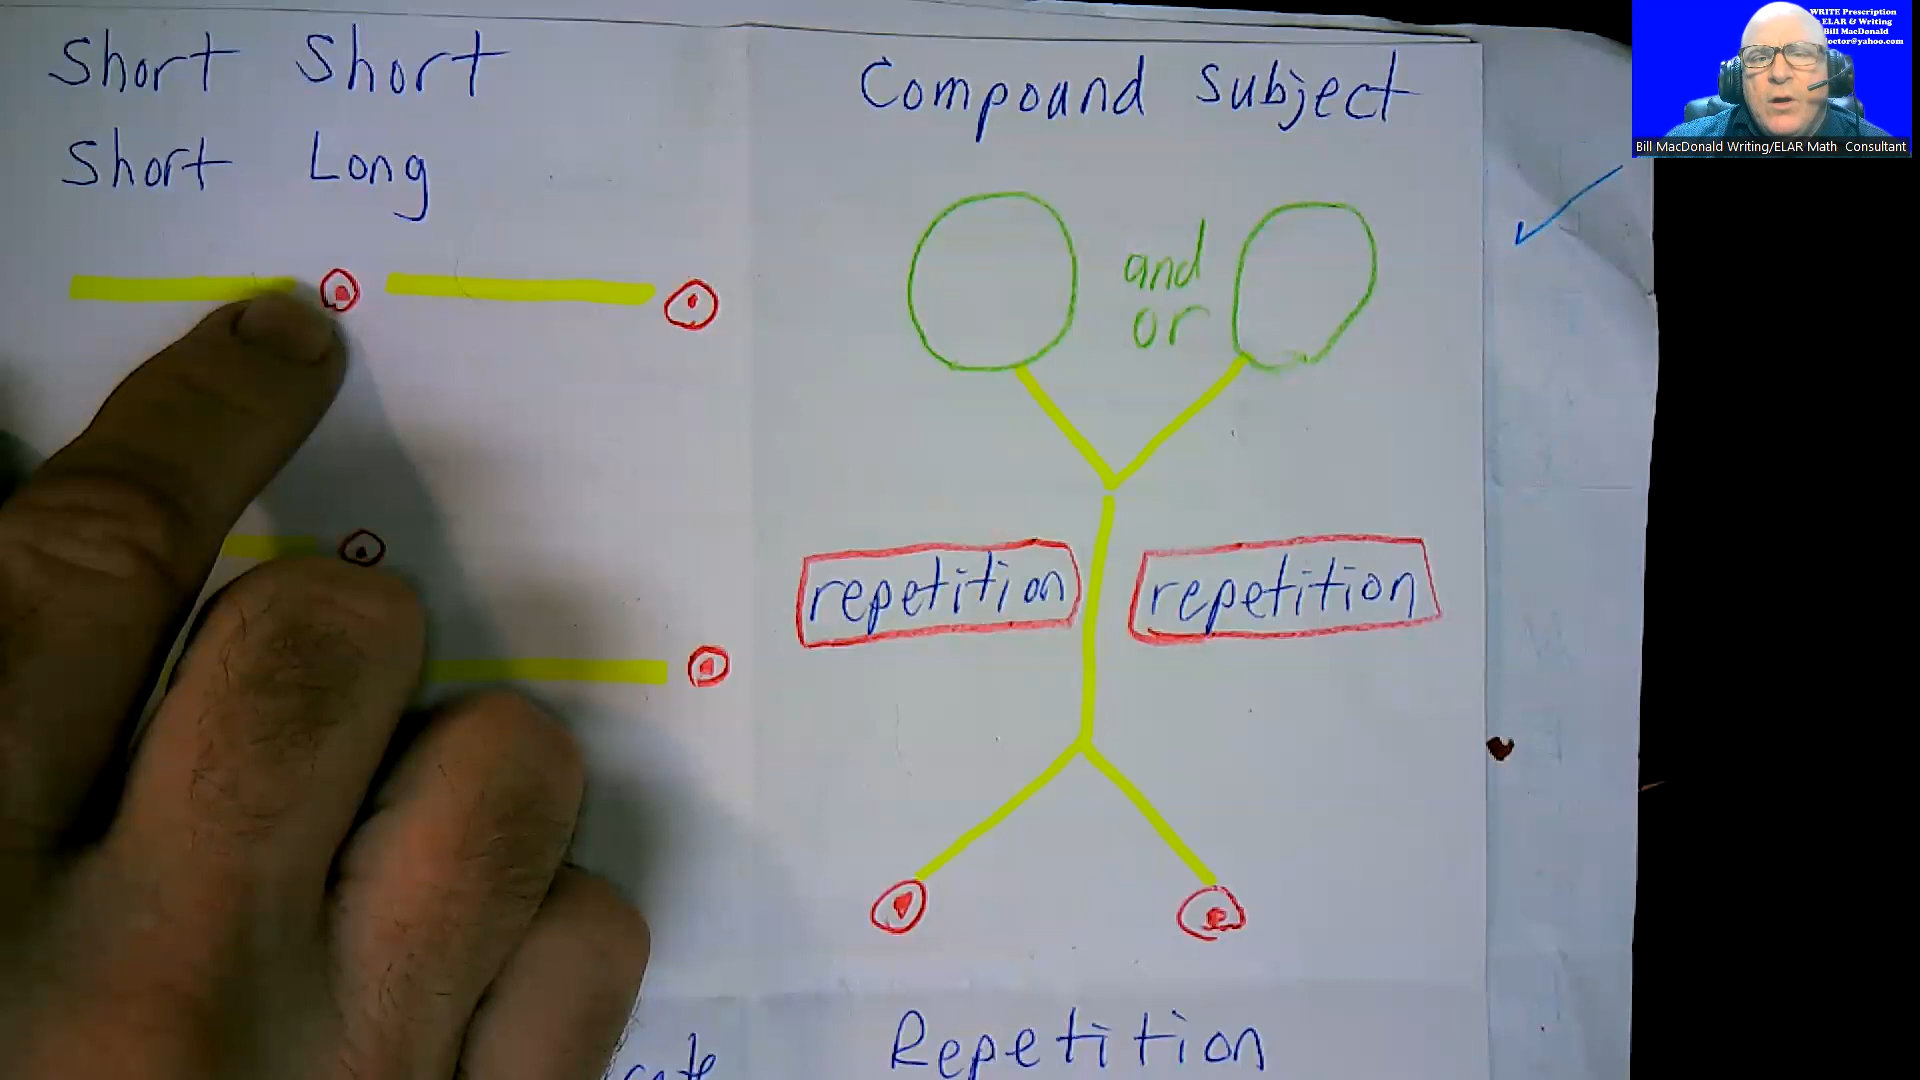 Short Short
Short Long
Compound Subject
and
or
repetition
repetition
Repetition
WRITE Prescription
ELAR & Writing
Bill MacDonald
Bill MacDonald Writing/ELAR Math Consultant